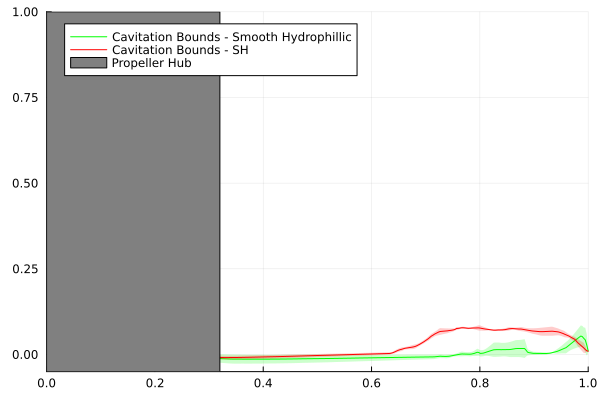 1.00
Cavitation Bounds - Smooth Hydrophillic
Cavitation Bounds - SH
Propeller Hub
0.75
0.50
0.25
0.00
0.0 0.2 0.4 0.6 0.8 1.0